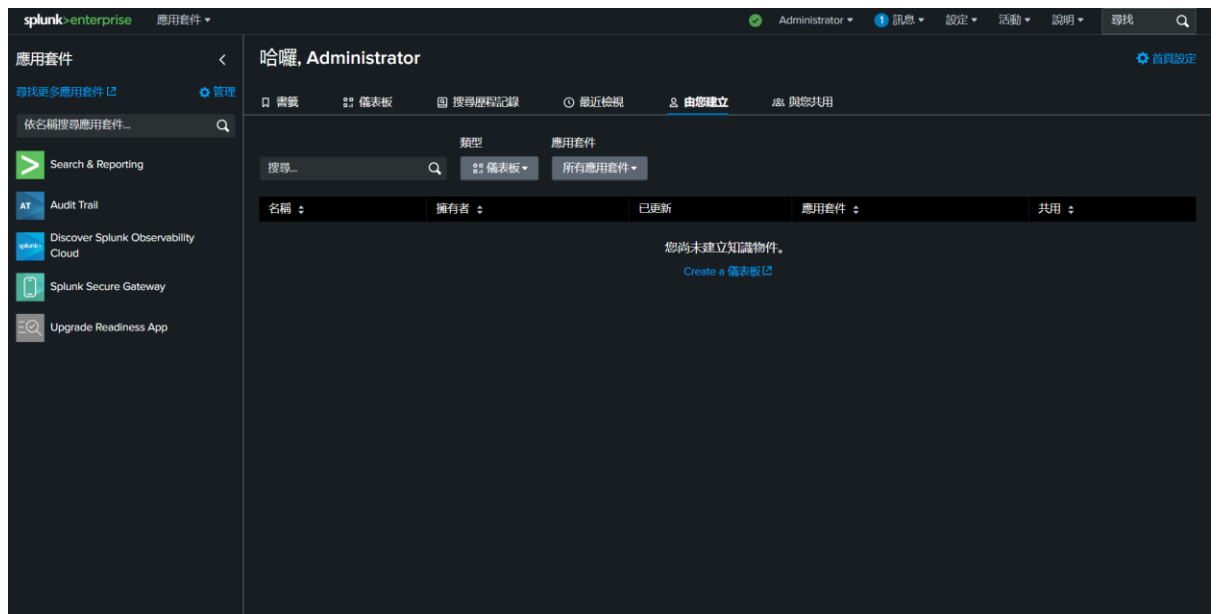 splunk>enterprise 應用套件
Administrator 1 訊息 設定 活動 說明 尋找
應用套件
尋找更多應用套件 管理
依名稱搜尋應用套件...
Search & Reporting
AT Audit Trail
splunk> Discover Splunk Observability
Cloud
Splunk Secure Gateway
Upgrade Readiness App
哈囉, Administrator
首頁設定
書籤 儀表板 搜尋歷程記錄 最近檢視 由您建立 與您共用
類型 應用套件
搜尋... 儀表板 所有應用套件
名稱 擁有者 已更新 應用套件 共用
您尚未建立知識物件。
Create a 儀表板